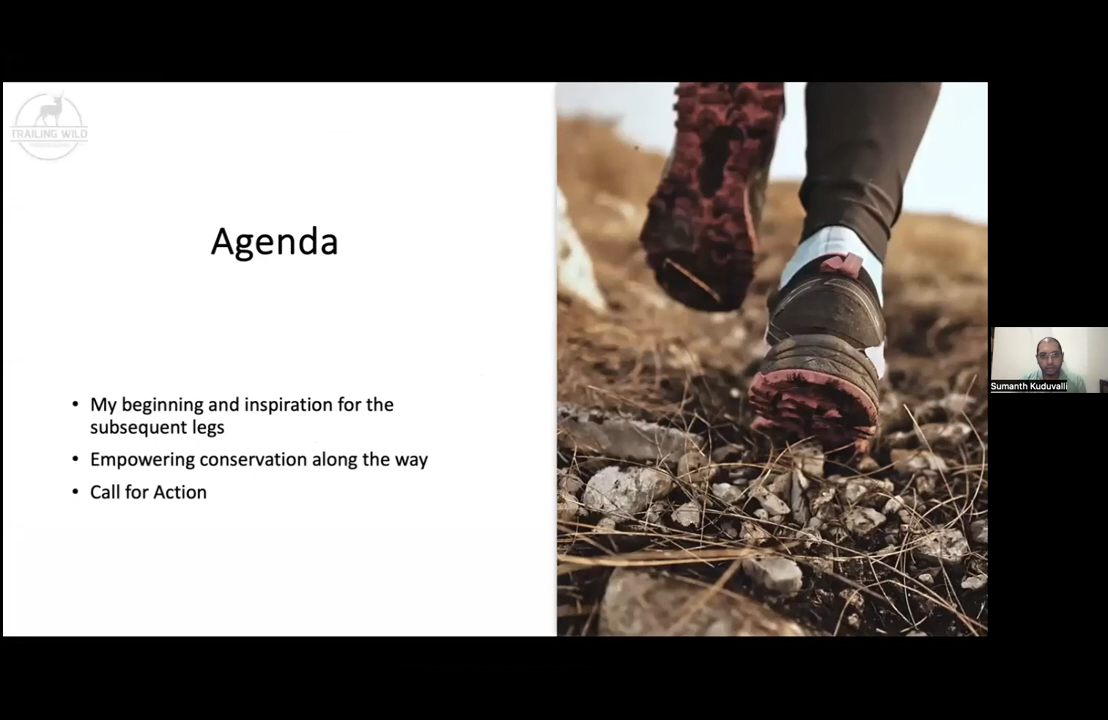 TRAILING WILD
Agenda
• My beginning and inspiration for the
subsequent legs
• Empowering conservation along the way
• Call for Action
Sumanth Kuduvalli